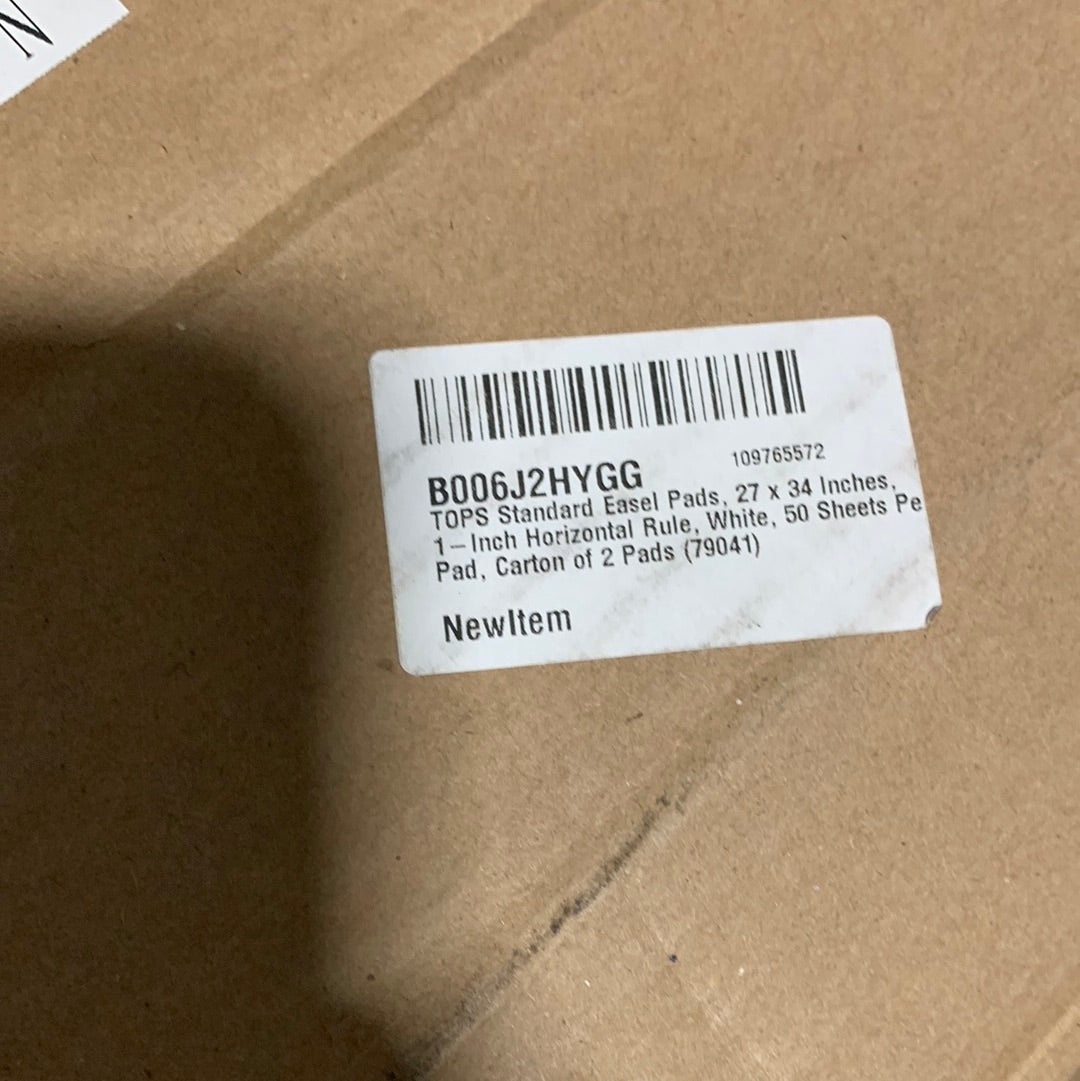 N
109765572
B006J2HYGG
TOPS Standard Easel Pads, 27 x 34 Inches,
1-Inch Horizontal Rule, White, 50 Sheets Pe
Pad, Carton of 2 Pads (79041)
NewItem